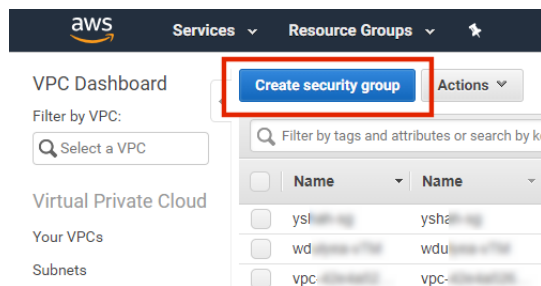 aws
Services
Resource Groups
VPC Dashboard
Filter by VPC:
Select a VPC
Virtual Private Cloud
Your VPCs
Subnets
Create security group
Actions
Filter by tags and attributes or search by k
Name Name